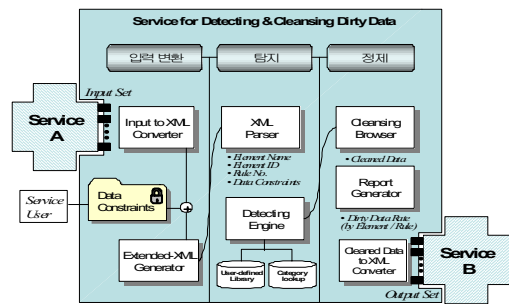 Service for Detecting & Cleansing Dirty Data
입력 변환
탐지
정제
Input Set
Service
A
Input to XML
Converter
XML
Parser
• Element Name
• Element ID
• Rule No.
• Data Constraints
Cleansing
Browser
• Cleaned Data
Service
User
Data
Constraints
+
Extended-XML
Generator
Detecting
Engine
User-defined
Library
Category
lookup
Report
Generator
• Dirty Data Rate
(by Element / Rule)
Cleared Data
to XML
Converter
Service
B
Output Set